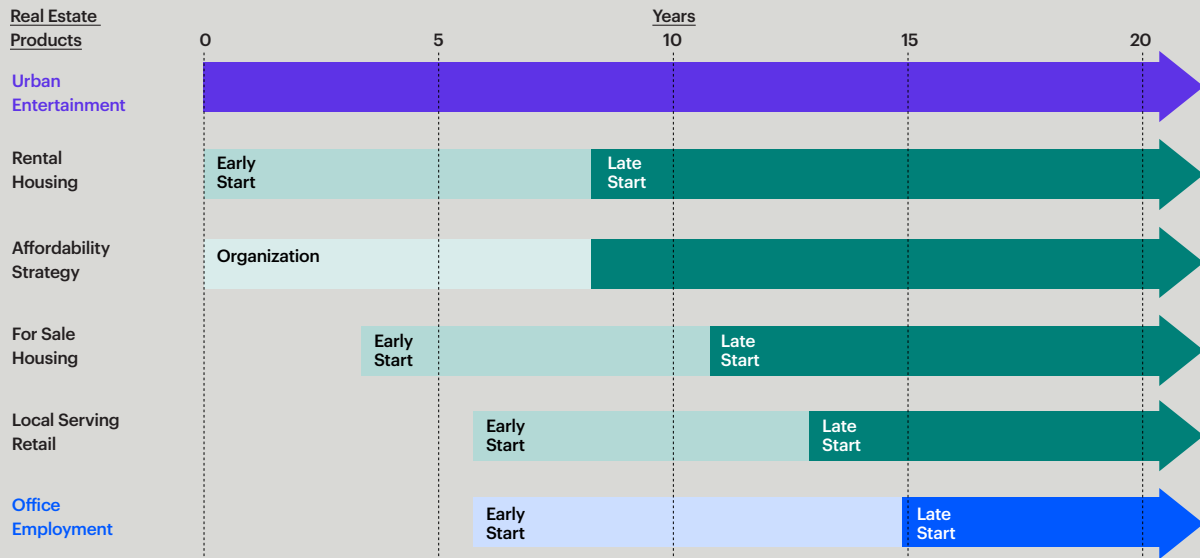 Real Estate
Products
Years
0
5
10
15
20
Urban
Entertainment
Rental
Housing
Early
Start
Late
Start
Affordability
Strategy
Organization
For Sale
Housing
Early
Start
Late
Start
Local Serving
Retail
Early
Start
Late
Start
Office
Employment
Early
Start
Late
Start